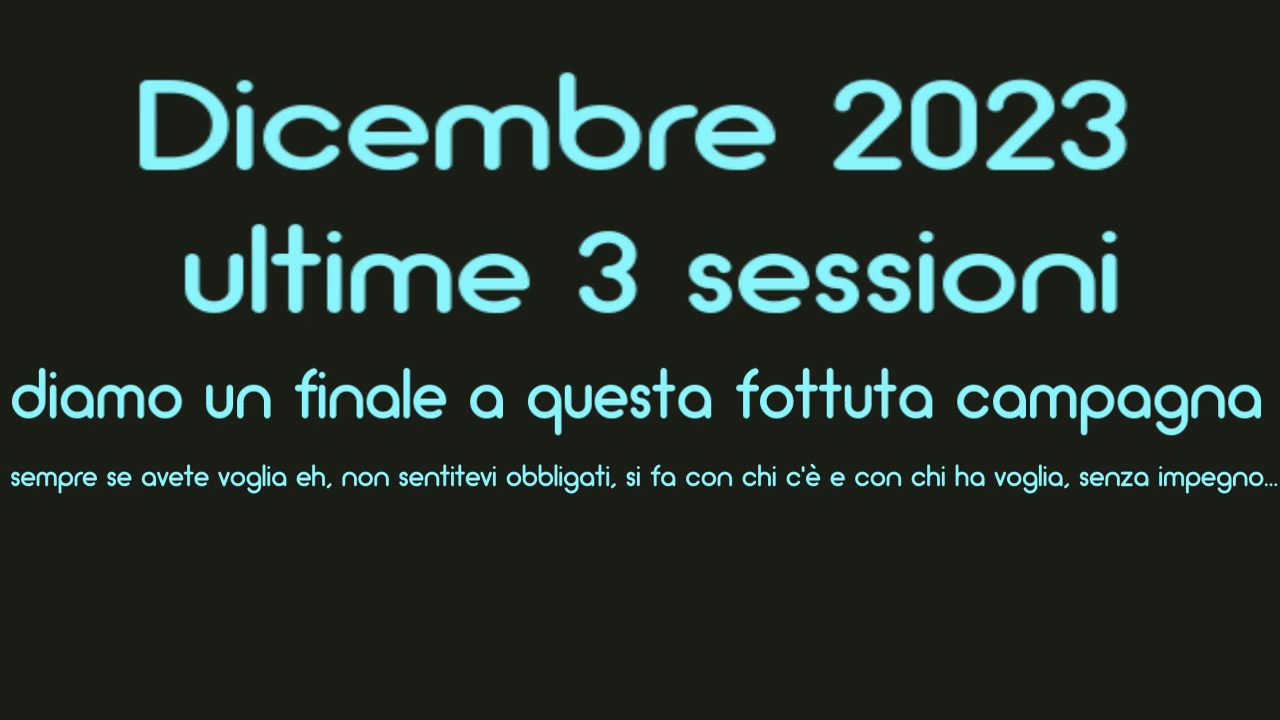 Dicembre 2023
ultime 3 sessioni
diamo un finale a questa fottuta campagna
sempre se avete voglia eh, non sentitevi obbligati, si fa con chi c'è e con chi ha voglia, senza impegno...